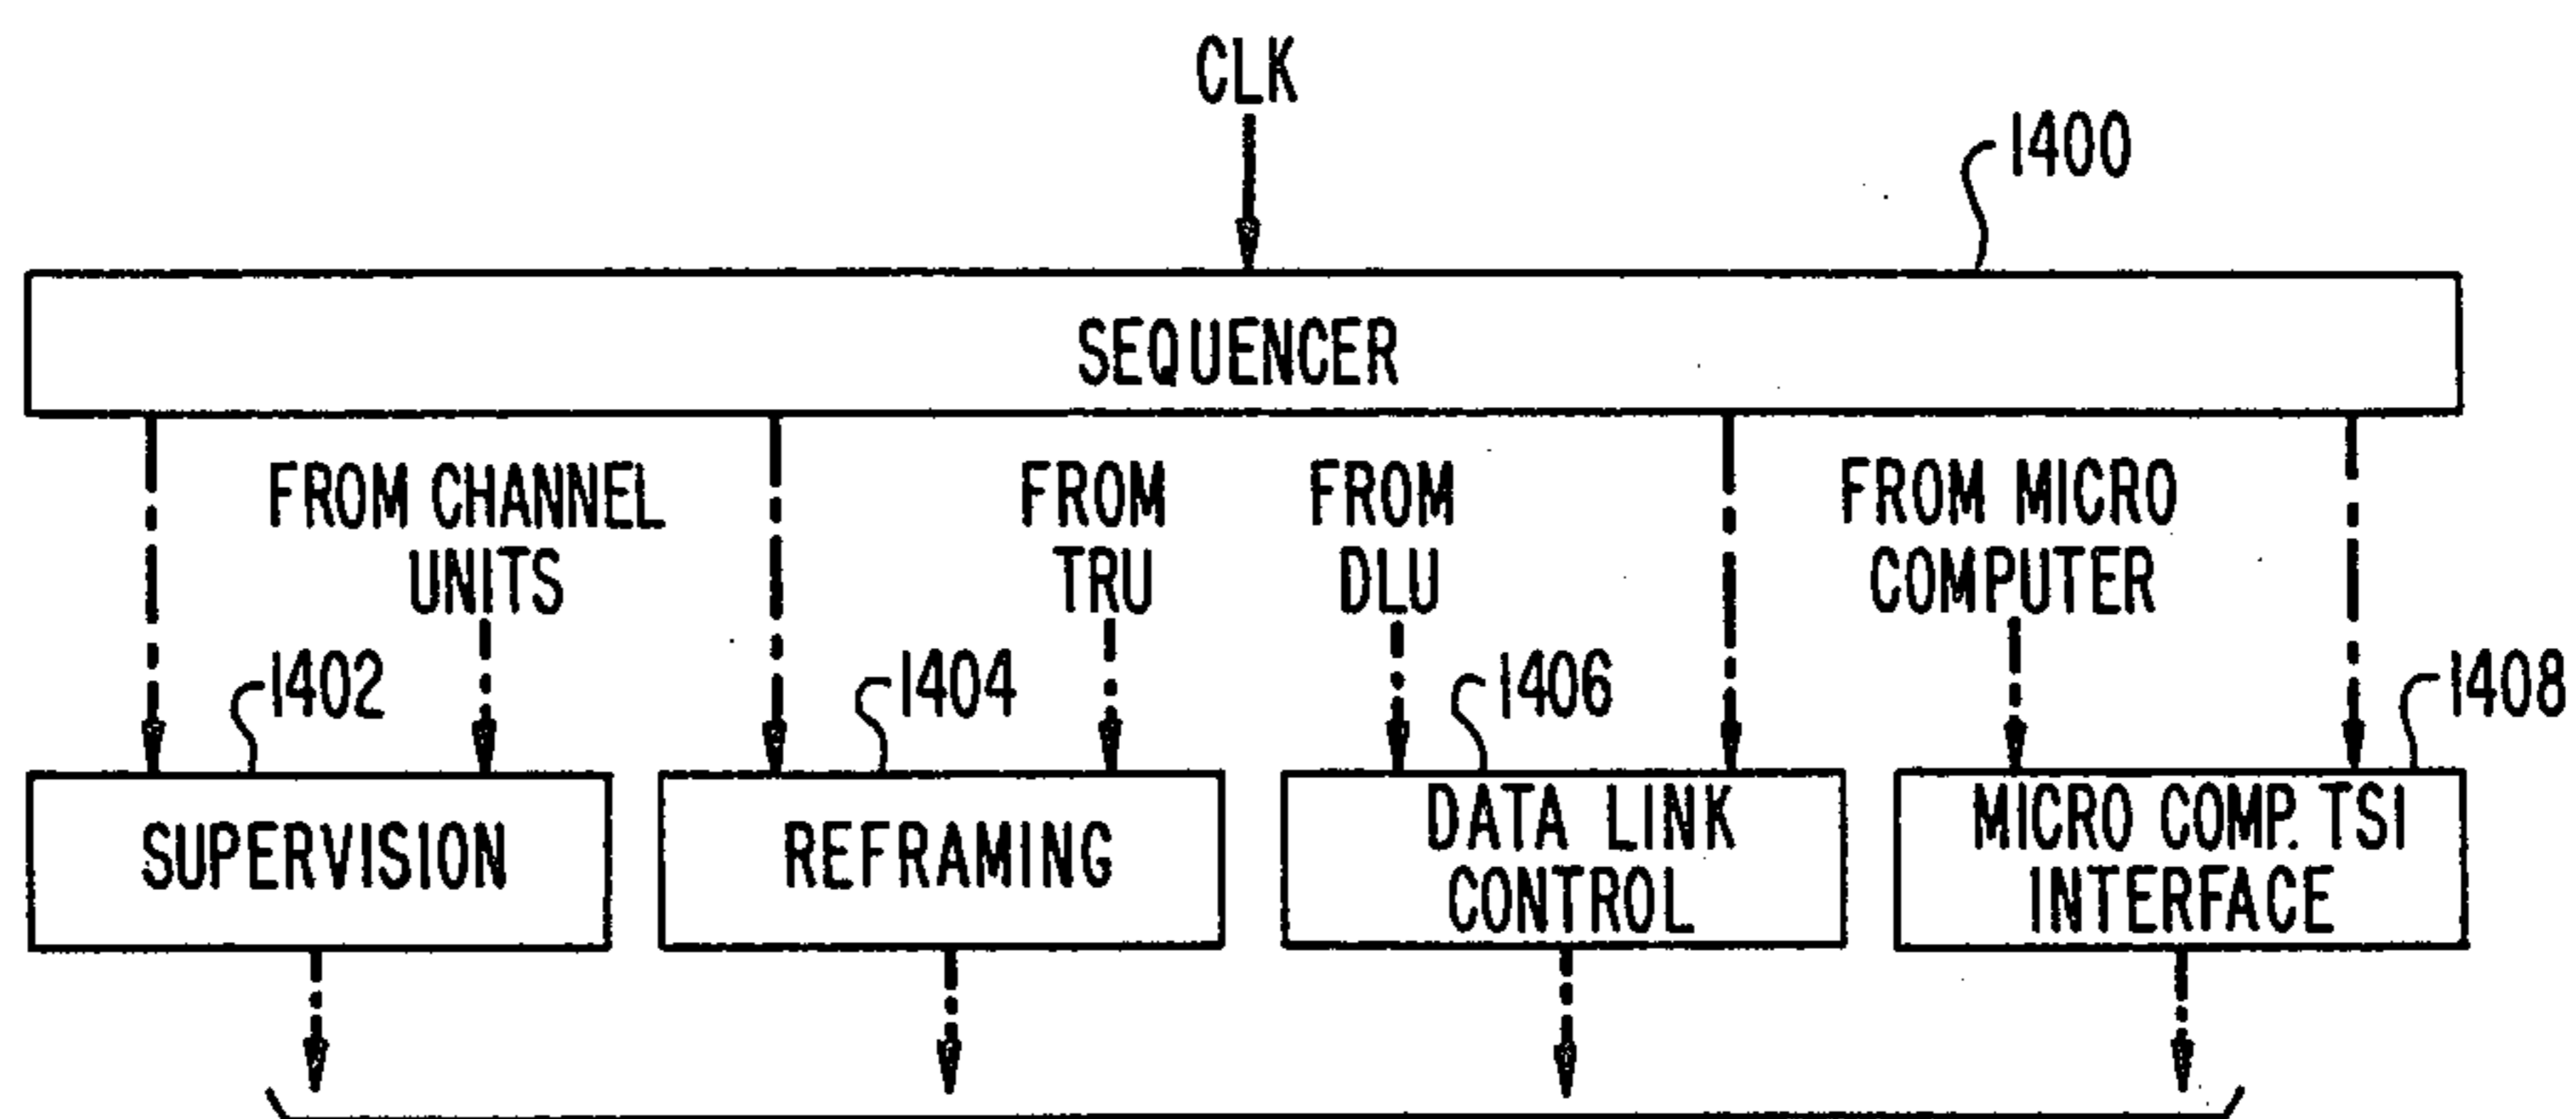 CLK
1400
SEQUENCER
FROM CHANNEL
UNITS
FROM
TRU
FROM
DLU
FROM MICRO
COMPUTER
1402
1404
1406
1408
SUPERVISION
REFRAMING
DATA LINK
CONTROL
MICRO COMP. TSI
INTERFACE